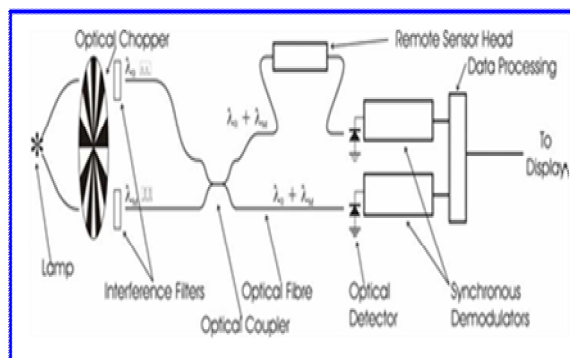 Optical Chopper
Remote Sensor Head
Data Processing
To
Display
Lamp
Interference Filters
Optical Fibre
Optical Coupler
Optical
Detector
Synchronous
Demodulators